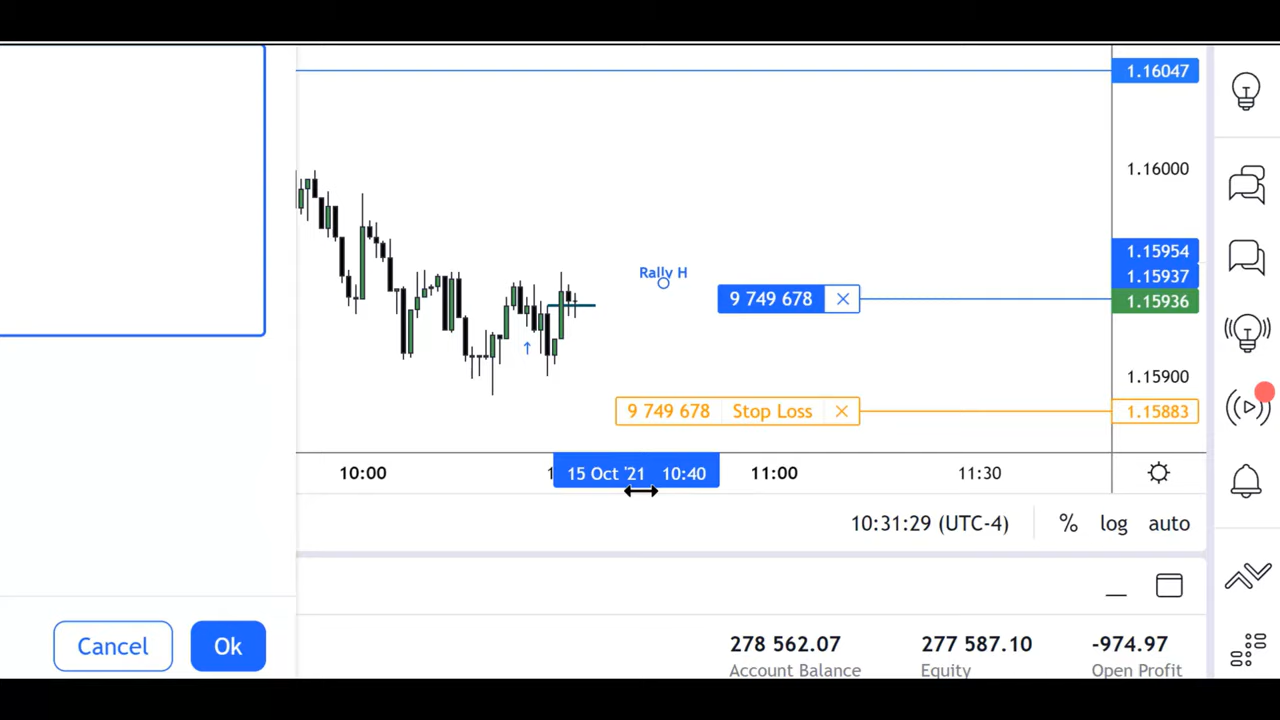 1.16047
1.16000
1.15954
Rally H
1.15937
9 749 678
1.15936
1.15900
9 749 678 Stop Loss
1.15883
10:00
15 Oct '21 10:40
11:00
11:30
10:31:29 (UTC-4)
%
log
auto
Cancel
Ok
278 562.07
277 587.10
-974.97
Account Balance
Equity
Open Profit